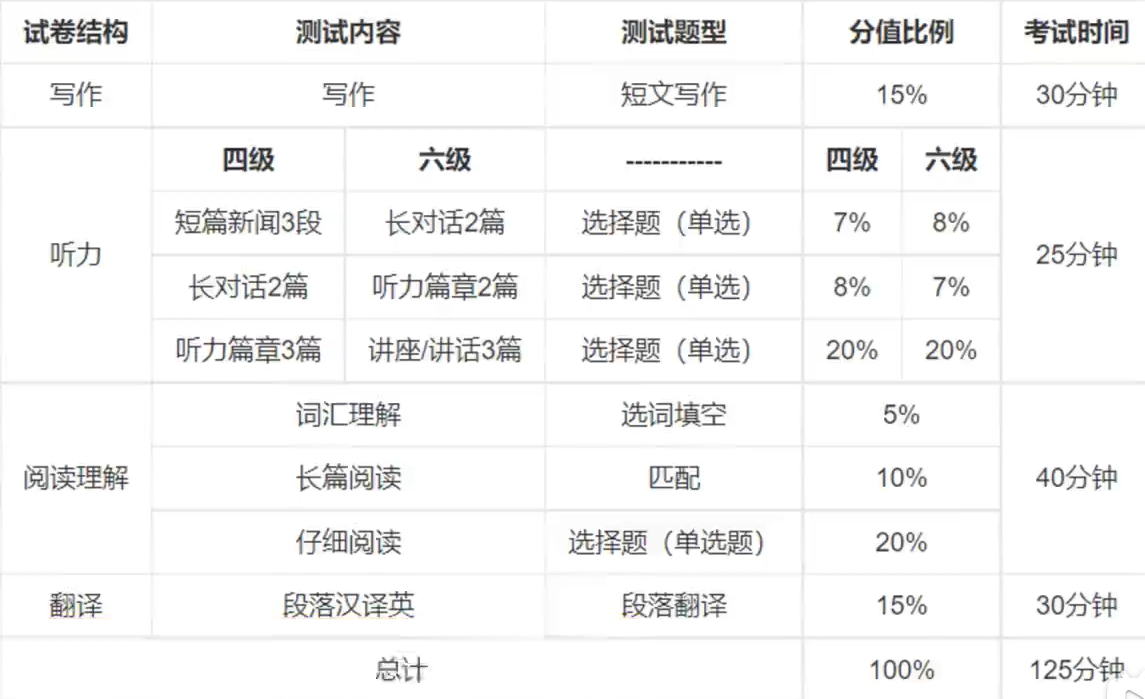 试卷结构 测试内容 测试题型 分值比例 考试时间
写作 写作 短文写作 15% 30分钟
四级 六级 ----------- 四级 六级
短篇新闻3段 长对话2篇 选择题（单选） 7% 8%
听力 25分钟
长对话2篇 听力篇章2篇 选择题（单选） 8% 7%
听力篇章3篇 讲座/讲话3篇 选择题（单选） 20% 20%
词汇理解 选词填空 5%
阅读理解 长篇阅读 匹配 10% 40分钟
仔细阅读 选择题（单选题） 20%
翻译 段落汉译英 段落翻译 15% 30分钟
总计 100% 125分钟